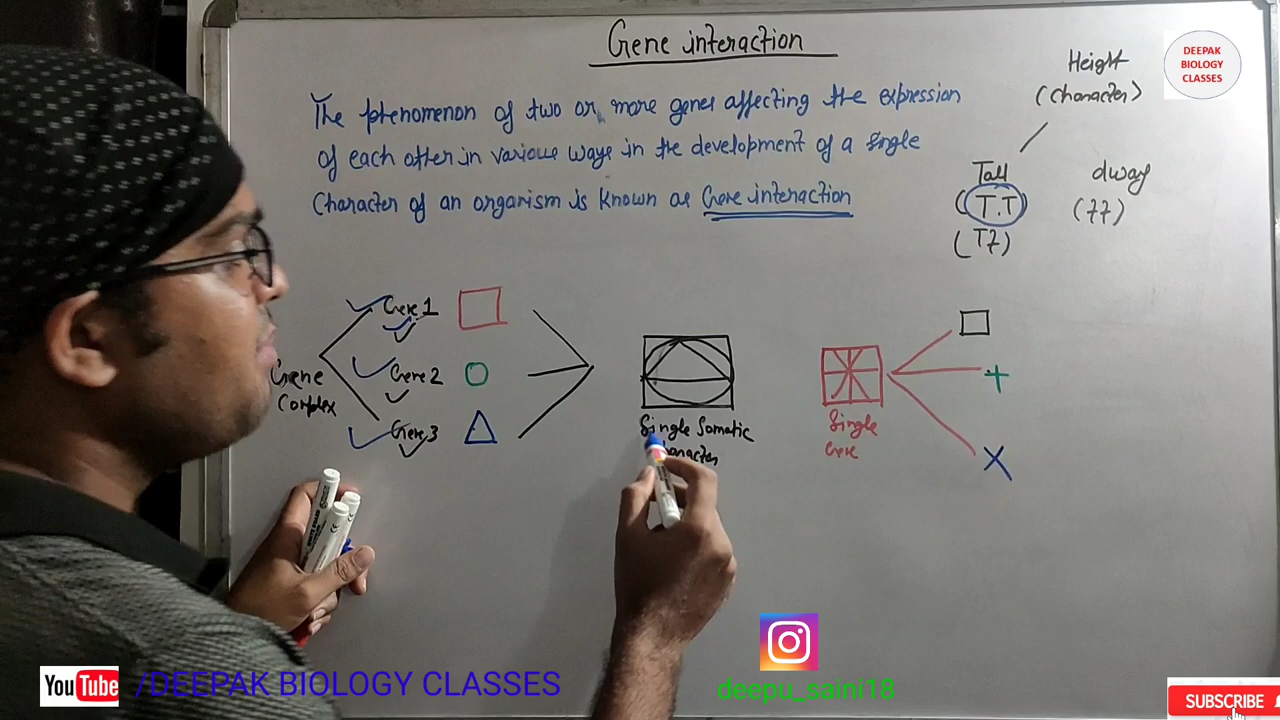 Gene interaction
The phenomenon of two or more genes affecting the expression
of each other in various ways in the development of a single
Character of an organism is known as Gene interaction
Height
(Character)
Tall
(T.T)
(Tt)
dwarf
(tt)
DEEPAK
BIOLOGY
CLASSES
Gene
Complex
Gene 1
Gene 2
Gene 3
Single Somatic
Single
Gene
YouTube /DEEPAK BIOLOGY CLASSES
deepu_saini18
SUBSCRIBE